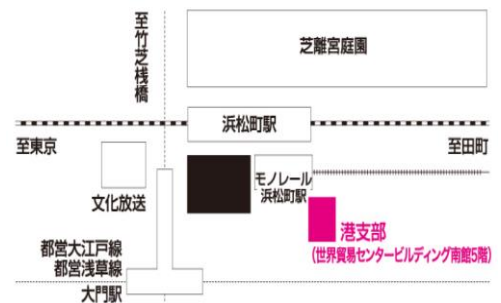 至竹芝桟橋
芝離宮庭園
浜松町駅
至東京
至田町
文化放送
モノレール
浜松町駅
港支部
(世界貿易センタービルディング南館5階)
都営大江戸線
都営浅草線
大門駅